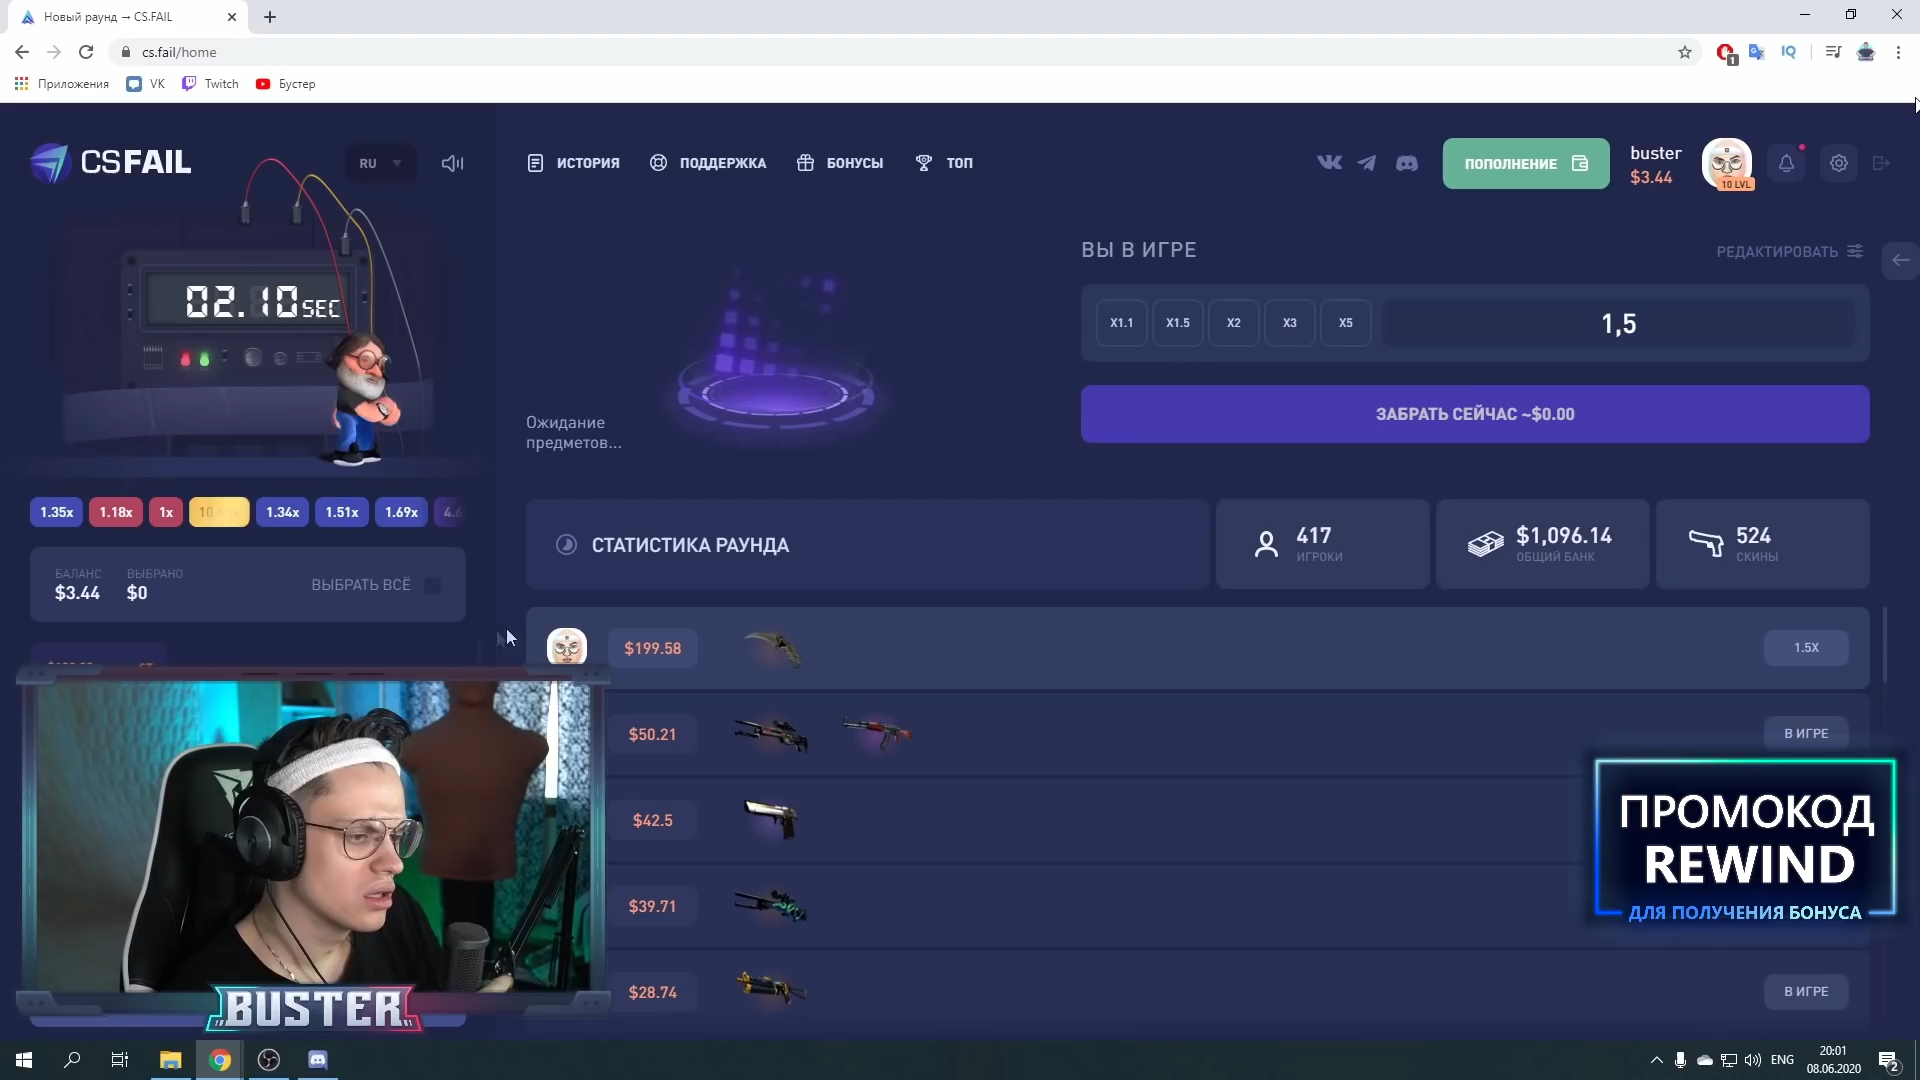 Новый раунд → CS.FAIL
cs.fail/home
1
Приложения
VK
Twitch
Бустер
CSFAIL
RU
ИСТОРИЯ
ПОДДЕРЖКА
БОНУСЫ
ТОП
ПОПОЛНЕНИЕ
buster
$3.44
10 LVL
02.10 SEC
ВЫ В ИГРЕ
РЕДАКТИРОВАТЬ
X1.1
X1.5
X2
X3
X5
1,5
Ожидание
предметов...
ЗАБРАТЬ СЕЙЧАС ~$0.00
1.35x
1.18x
1x
1.34x
1.51x
1.69x
СТАТИСТИКА РАУНДА
417
ИГРОКИ
$1,096.14
ОБЩИЙ БАНК
524
СКИНЫ
БАЛАНС
$3.44
ВЫБРАНО
$0
ВЫБРАТЬ ВСЁ
$199.58
1.5X
$50.21
В ИГРЕ
$42.5
$39.71
$28.74
В ИГРЕ
ПРОМОКОД
REWIND
ДЛЯ ПОЛУЧЕНИЯ БОНУСА
BUSTER
ENG
20:01
08.06.2020
2